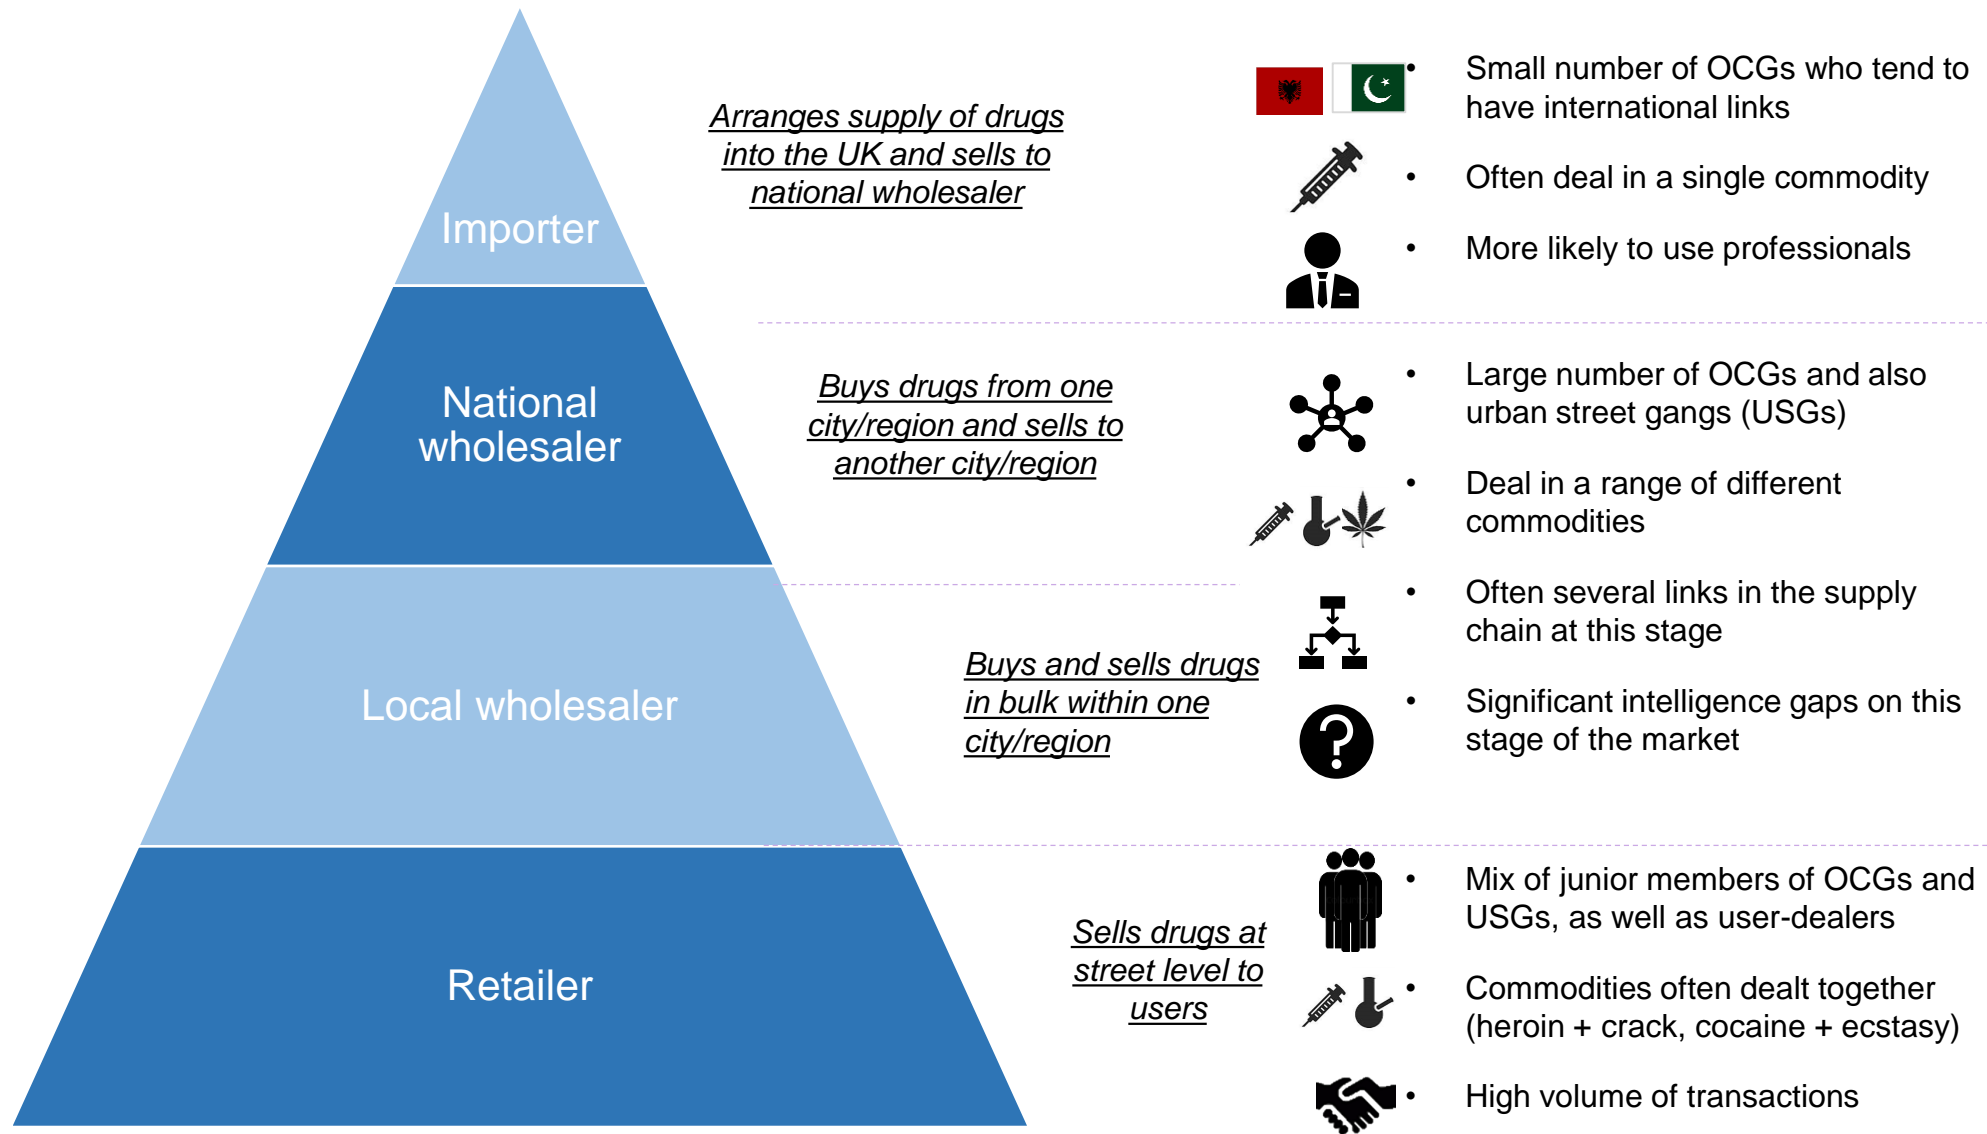 Importer
Arranges supply of drugs
into the UK and sells to
national wholesaler
• Small number of OCGs who tend to
have international links
• Often deal in a single commodity
• More likely to use professionals
National
wholesaler
Buys drugs from one
city/region and sells to
another city/region
• Large number of OCGs and also
urban street gangs (USGs)
• Deal in a range of different
commodities
• Often several links in the supply
chain at this stage
Local wholesaler
Buys and sells drugs
in bulk within one
city/region
• Significant intelligence gaps on this
stage of the market
?
Retailer
Sells drugs at
street level to
users
• Mix of junior members of OCGs and
USGs, as well as user-dealers
• Commodities often dealt together
(heroin + crack, cocaine + ecstasy)
• High volume of transactions